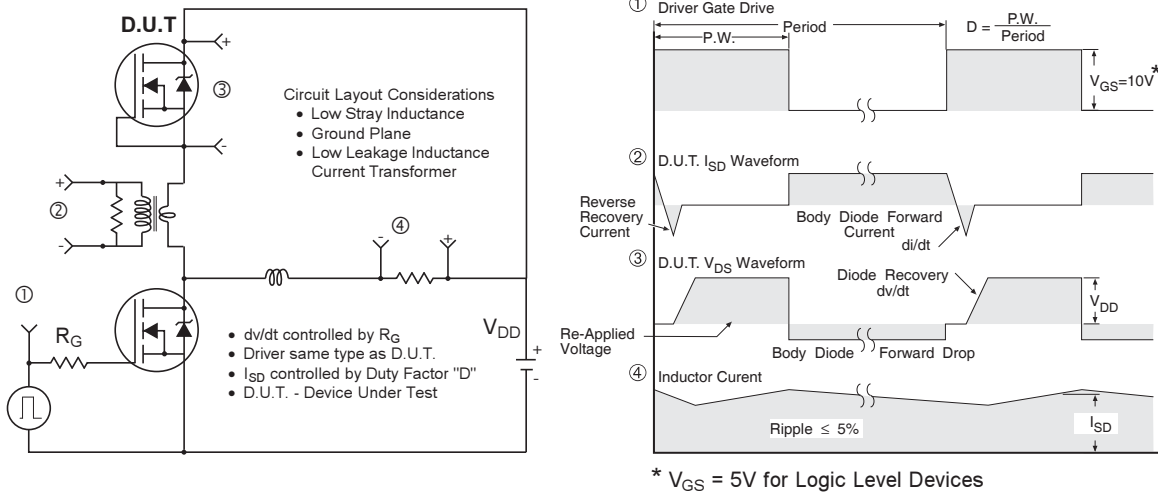 D.U.T
+
③
-
Circuit Layout Considerations
• Low Stray Inductance
• Ground Plane
• Low Leakage Inductance
Current Transformer
+
②
-
④
- +
①
R_G
• dv/dt controlled by R_G
• Driver same type as D.U.T.
• I_SD controlled by Duty Factor "D"
• D.U.T. - Device Under Test
V_DD
+
-
① Driver Gate Drive
P.W.
Period
D = P.W. / Period
V_GS=10V*
② D.U.T. I_SD Waveform
Reverse
Recovery
Current
Body Diode Forward
Current
di/dt
③ D.U.T. V_DS Waveform
Diode Recovery
dv/dt
V_DD
Re-Applied
Voltage
Body Diode Forward Drop
④ Inductor Curent
Ripple ≤ 5%
I_SD
* V_GS = 5V for Logic Level Devices